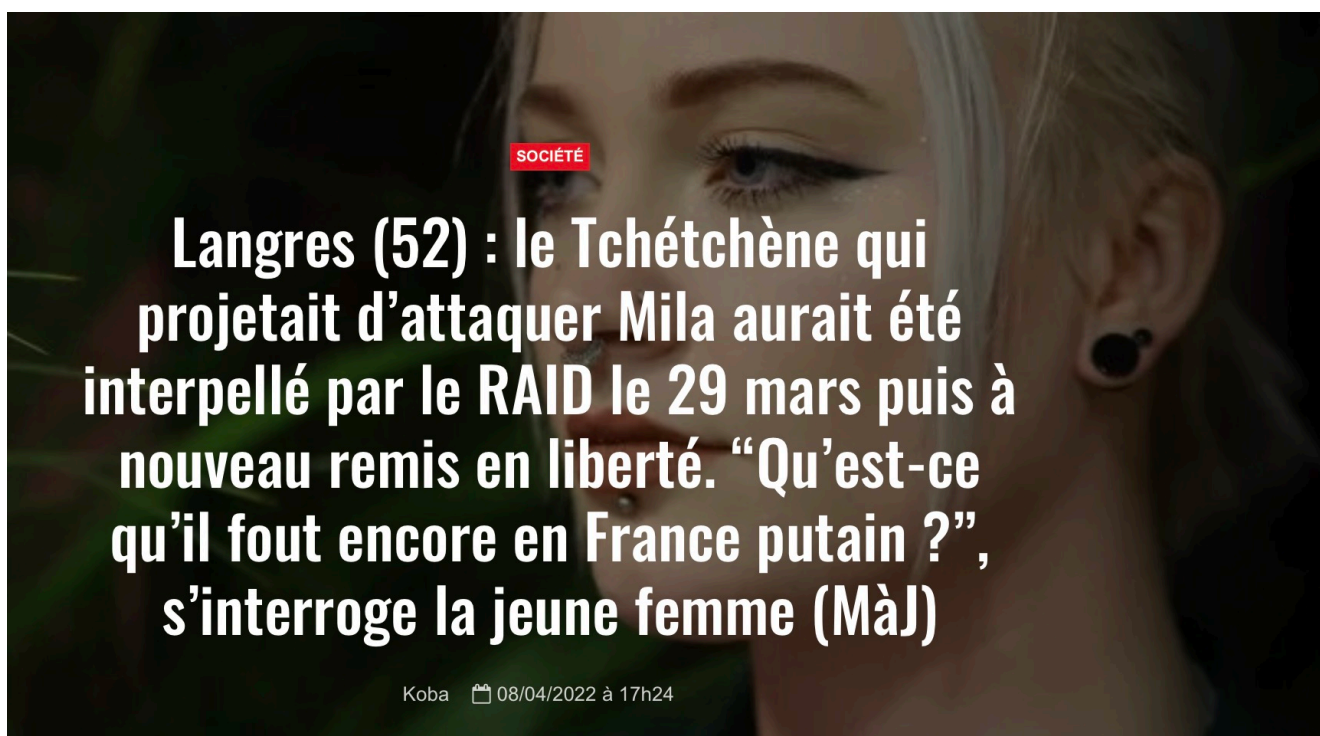 SOCIÉTÉ
Langres (52) : le Tchétchène qui
projetait d’attaquer Mila aurait été
interpellé par le RAID le 29 mars puis à
nouveau remis en liberté. “Qu’est-ce
qu’il fout encore en France putain ?”,
s’interroge la jeune femme (MàJ)
Koba 08/04/2022 à 17h24